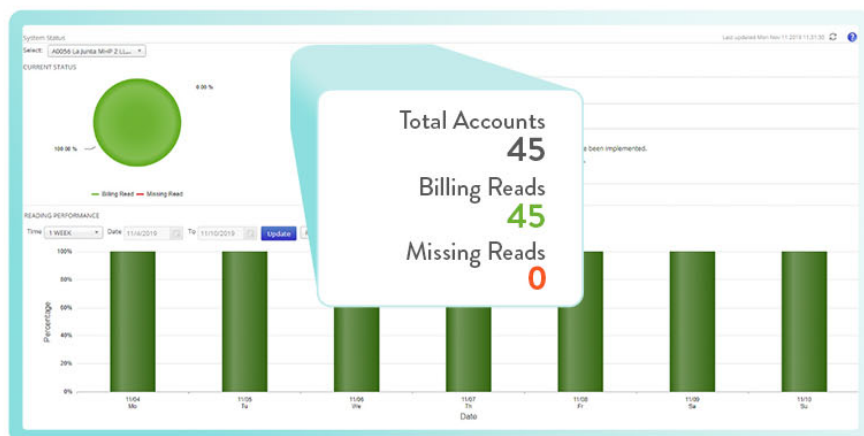 System Status
Last updated Mon Nov 11 2019 11:31:30
Select: A0056 La Junta MHP 2 LL...
CURRENT STATUS
0.00 %
100.00 %
Billing Read
Missing Read
Total Accounts
45
Billing Reads
45
Missing Reads
0
e been implemented.
READING PERFORMANCE
Time 1 WEEK Date 11/4/2019 To 11/10/2019 Update
100%
80%
60%
40%
20%
0%
Percentage
11/04 11/05 11/06 11/07 11/08 11/09 11/10
Mo Tu We Th Fr Sa Su
Date